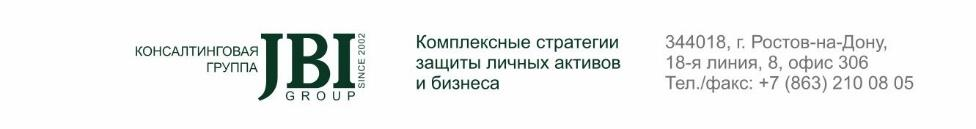 КОНСАЛТИНГОВАЯ
ГРУППА
JBI
GROUP
SINCE 2002
Комплексные стратегии
защиты личных активов
и бизнеса
344018, г. Ростов-на-Дону,
18-я линия, 8, офис 306
Тел./факс: +7 (863) 210 08 05